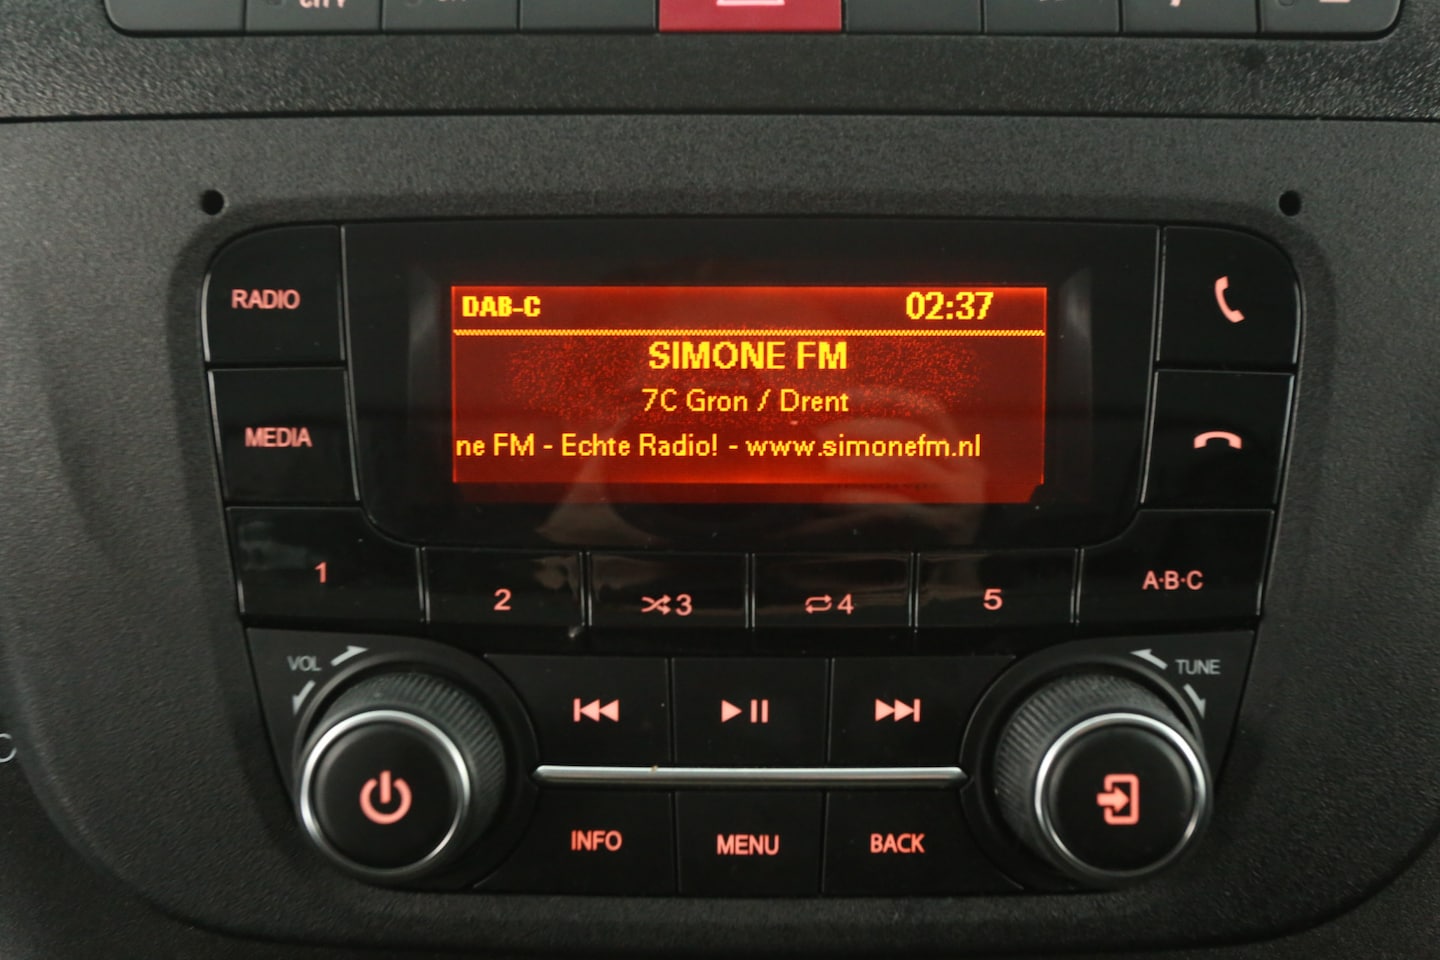 CITY
RADIO
DAB-C 02:37
SIMONE FM
7C Gron / Drent
MEDIA
ne FM - Echte Radio! - www.simonefm.nl
1
2
3
4
5
A·B·C
VOL
TUNE
INFO
MENU
BACK